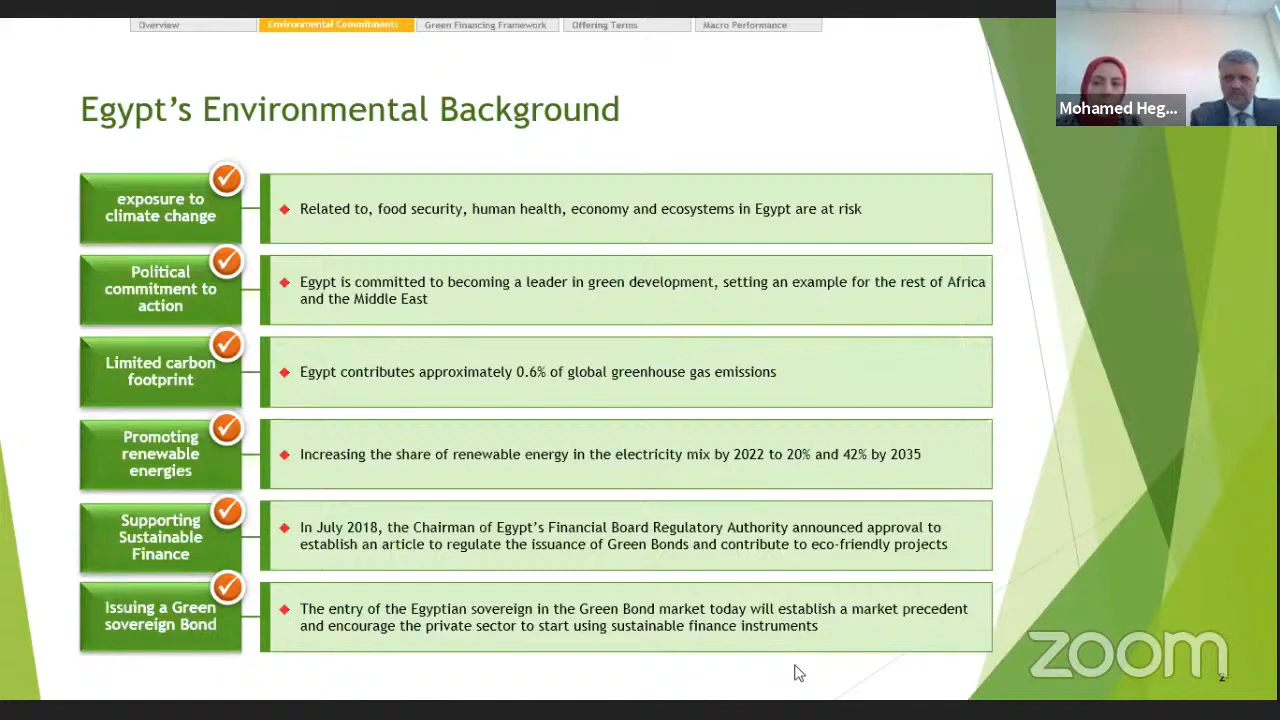 Overview
Environmental Commitments
Green Financing Framework
Offering Terms
Macro Performance
Mohamed Heg...
Egypt's Environmental Background
exposure to
climate change
Related to, food security, human health, economy and ecosystems in Egypt are at risk
Political
commitment to
action
Egypt is committed to becoming a leader in green development, setting an example for the rest of Africa
and the Middle East
Limited carbon
footprint
Egypt contributes approximately 0.6% of global greenhouse gas emissions
Promoting
renewable
energies
Increasing the share of renewable energy in the electricity mix by 2022 to 20% and 42% by 2035
Supporting
Sustainable
Finance
In July 2018, the Chairman of Egypt's Financial Board Regulatory Authority announced approval to
establish an article to regulate the issuance of Green Bonds and contribute to eco-friendly projects
Issuing a Green
sovereign Bond
The entry of the Egyptian sovereign in the Green Bond market today will establish a market precedent
and encourage the private sector to start using sustainable finance instruments
zoom
2